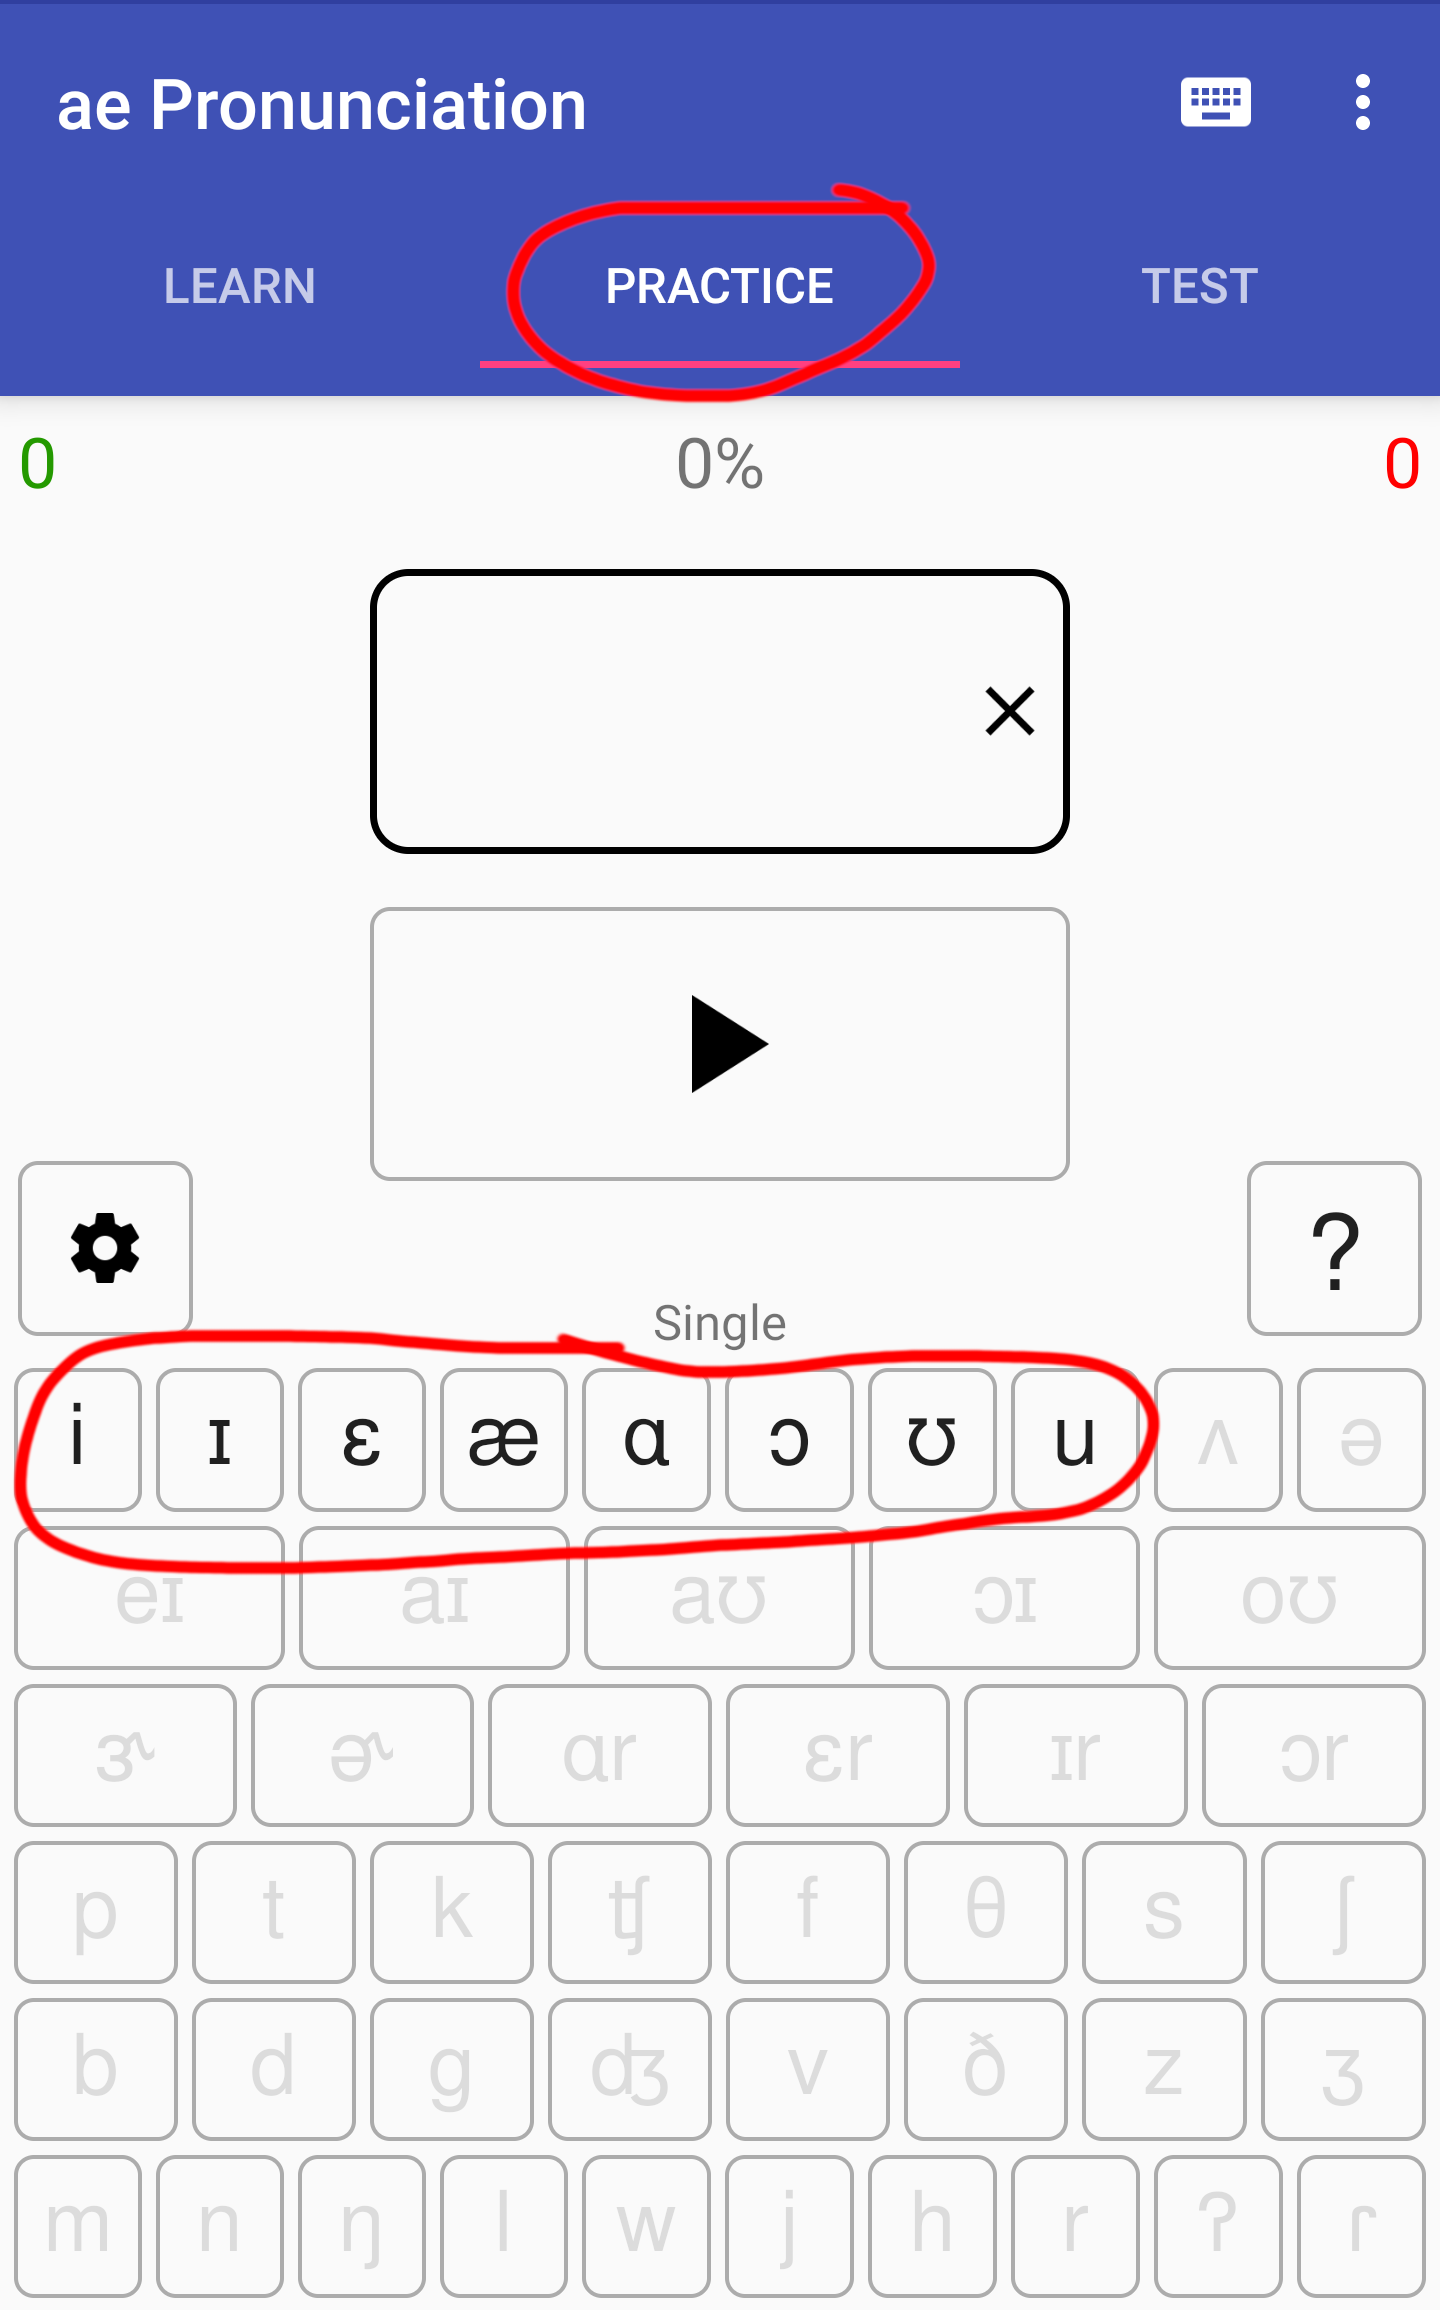 ae Pronunciation
LEARN PRACTICE TEST
0 0% 0
?
Single
i ɪ ɛ æ ɑ ɔ ʊ u ʌ ə
eɪ aɪ aʊ ɔɪ oʊ
ɝ ɚ ɑr ɛr ɪr ɔr
p t k ʧ f θ s ʃ
b d g ʤ v ð z ʒ
m n ŋ l w j h r ʔ ɾ